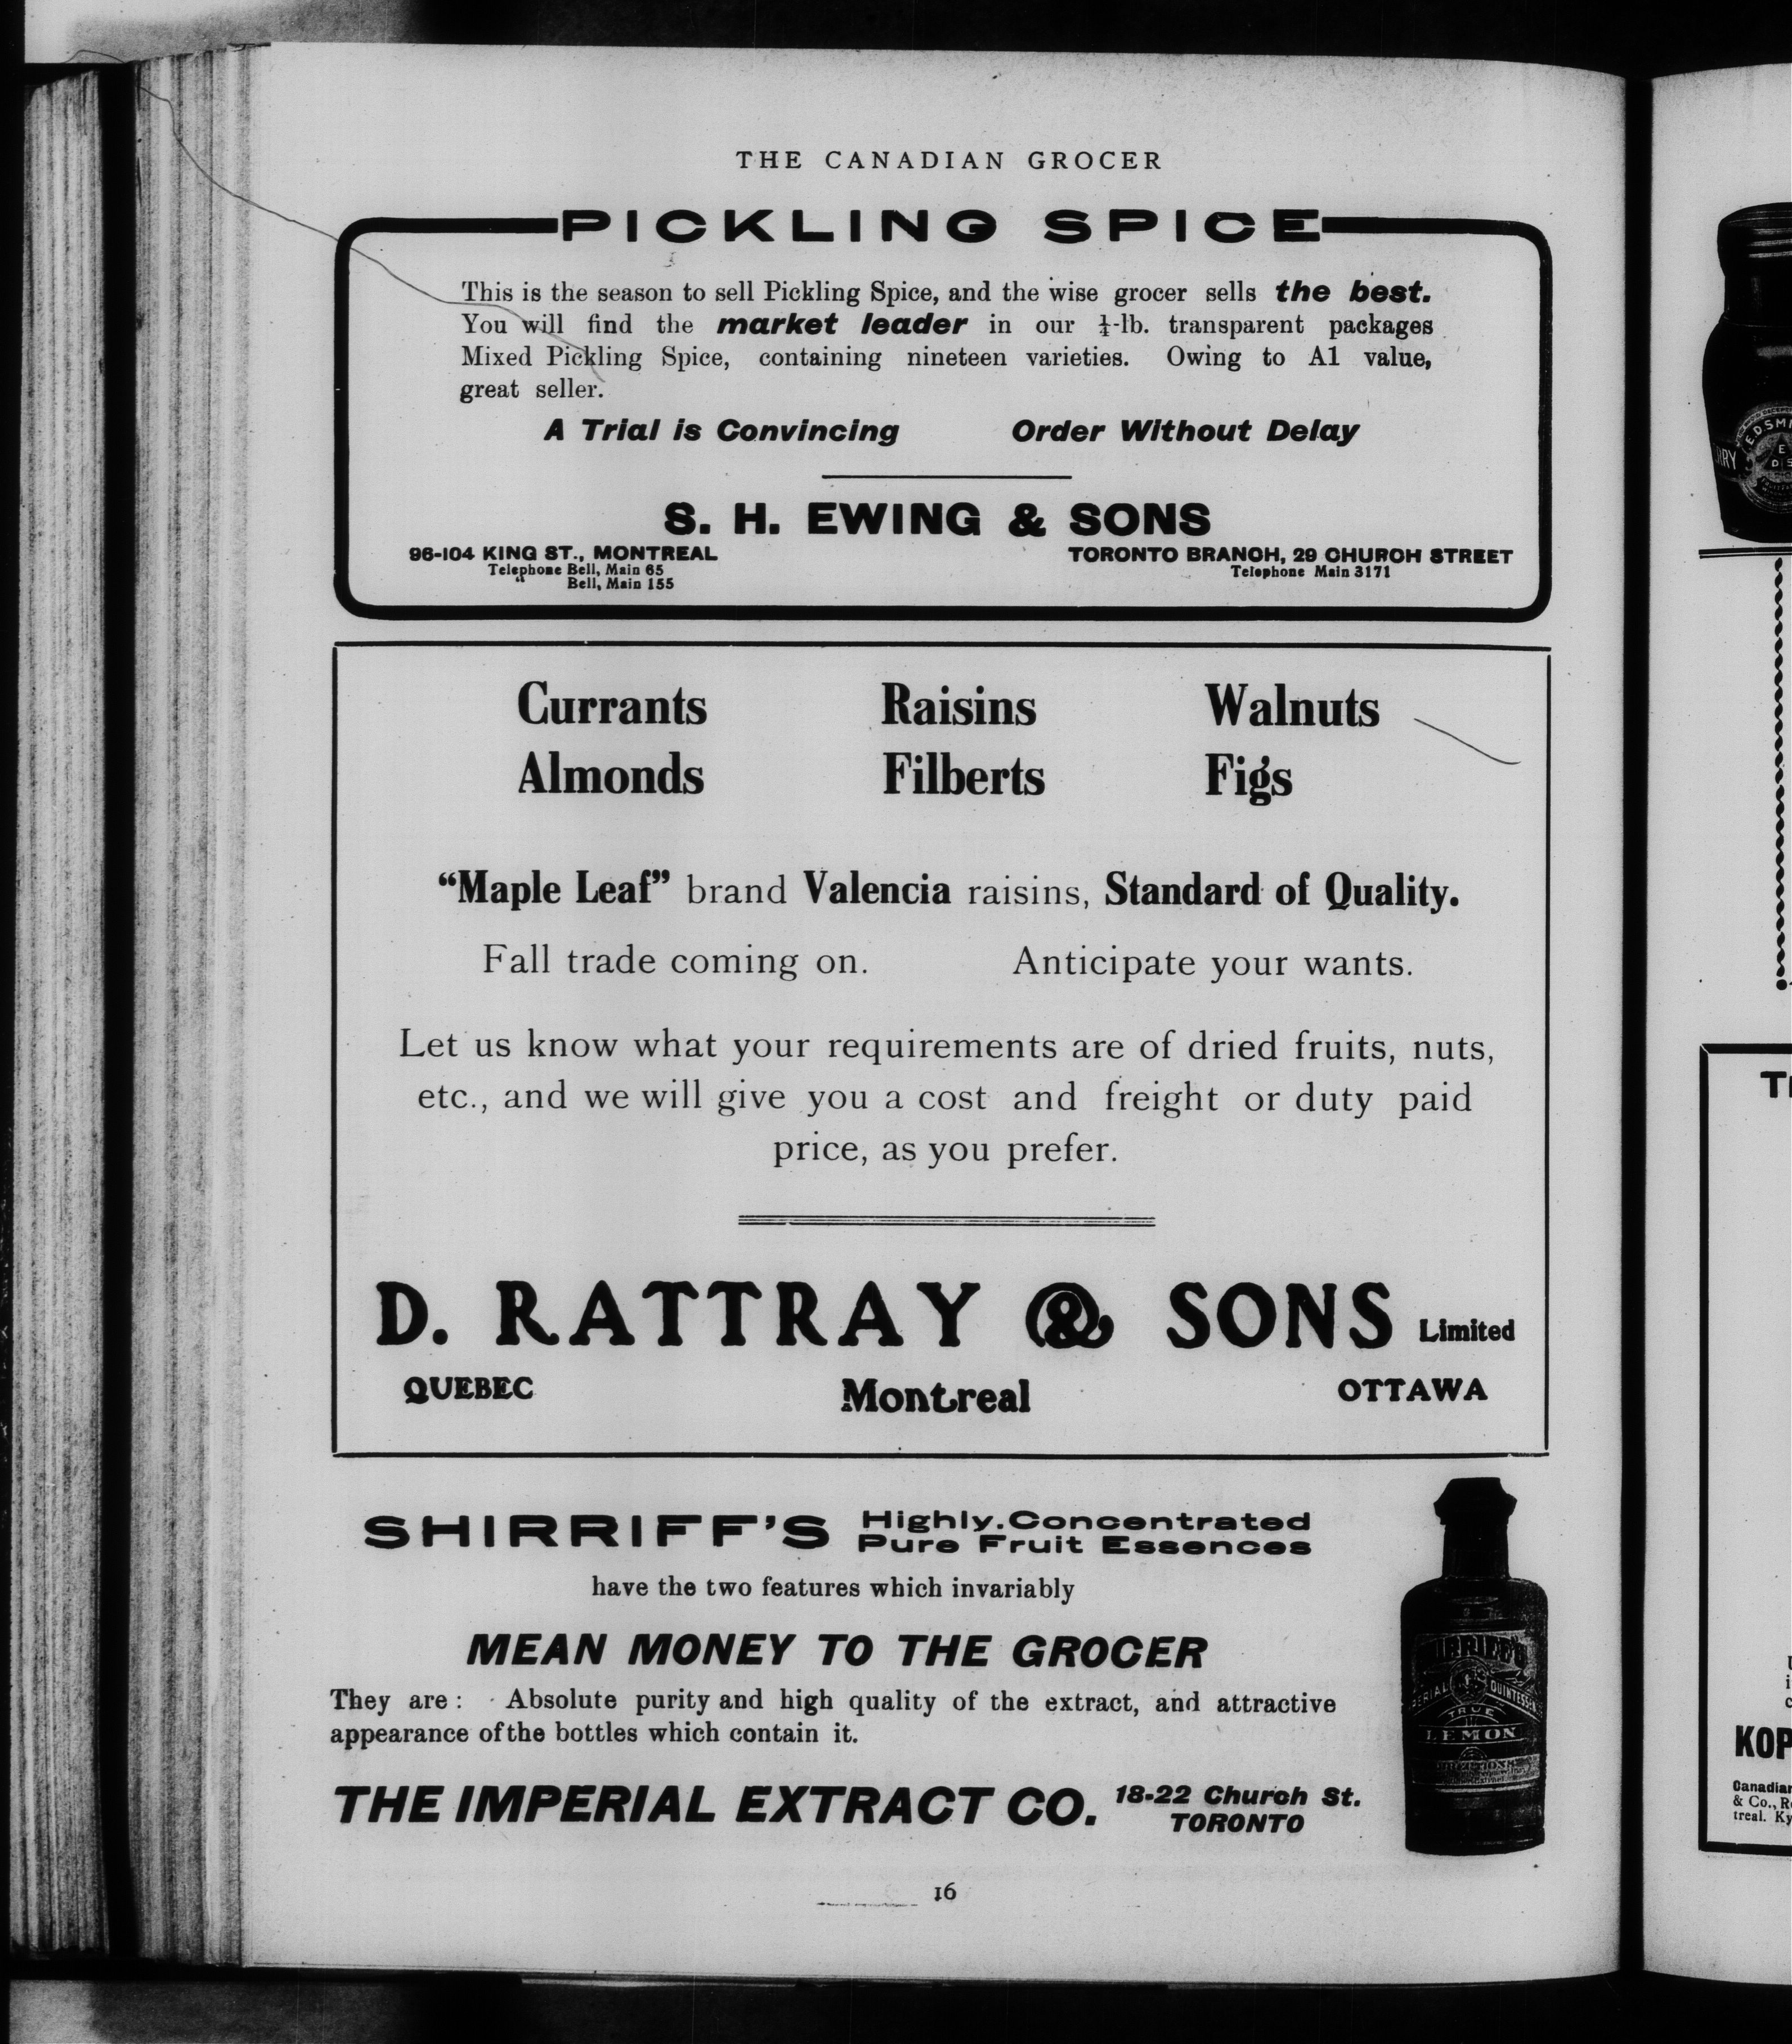 THE CANADIAN GROCER
PICKLING SPICE
This is the season to sell Pickling Spice, and the wise grocer sells the best.
You will find the market leader in our ¼-lb. transparent packages
Mixed Pickling Spice, containing nineteen varieties. Owing to A1 value,
great seller.
A Trial is Convincing Order Without Delay
S. H. EWING & SONS
96-104 KING ST., MONTREAL
Telephone Bell, Main 65
" Bell, Main 155
TORONTO BRANCH, 29 CHURCH STREET
Telephone Main 3171
Currants Raisins Walnuts
Almonds Filberts Figs
"Maple Leaf" brand Valencia raisins, Standard of Quality.
Fall trade coming on. Anticipate your wants.
Let us know what your requirements are of dried fruits, nuts,
etc., and we will give you a cost and freight or duty paid
price, as you prefer.
D. RATTRAY & SONS Limited
QUEBEC Montreal OTTAWA
SHIRRIFF'S Highly Concentrated
Pure Fruit Essences
have the two features which invariably
MEAN MONEY TO THE GROCER
They are: Absolute purity and high quality of the extract, and attractive
appearance of the bottles which contain it.
THE IMPERIAL EXTRACT CO. 18-22 Church St.
TORONTO
TRUE
LEMON
16
KOP
Canadian
& Co., R
treal. Ky